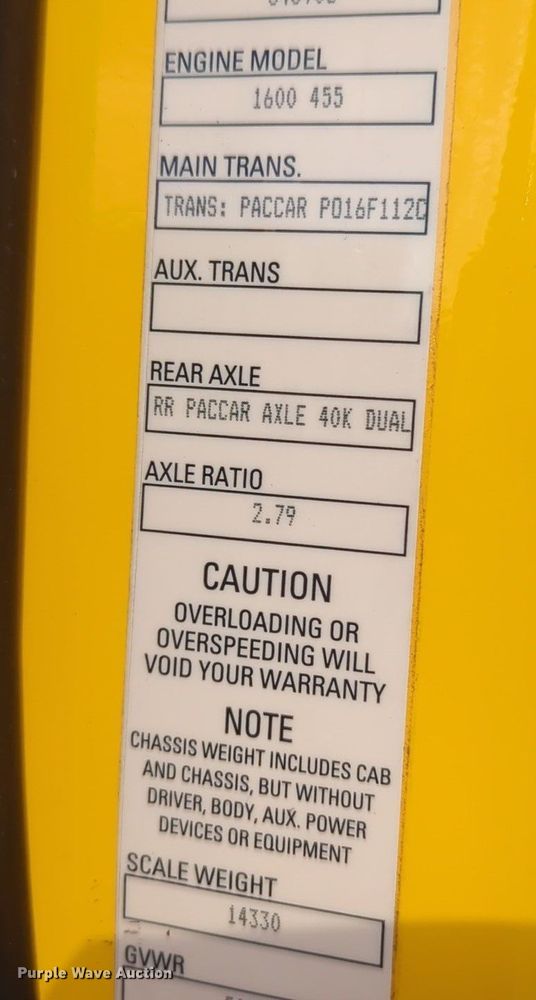 ENGINE MODEL
1600 455
MAIN TRANS.
TRANS: PACCAR PO16F112C
AUX. TRANS
REAR AXLE
RR PACCAR AXLE 40K DUAL
AXLE RATIO
2.79
CAUTION
OVERLOADING OR
OVERSPEEDING WILL
VOID YOUR WARRANTY
NOTE
CHASSIS WEIGHT INCLUDES CAB
AND CHASSIS, BUT WITHOUT
DRIVER, BODY, AUX. POWER
DEVICES OR EQUIPMENT
SCALE WEIGHT
14330
GVWR
Purple Wave Auction